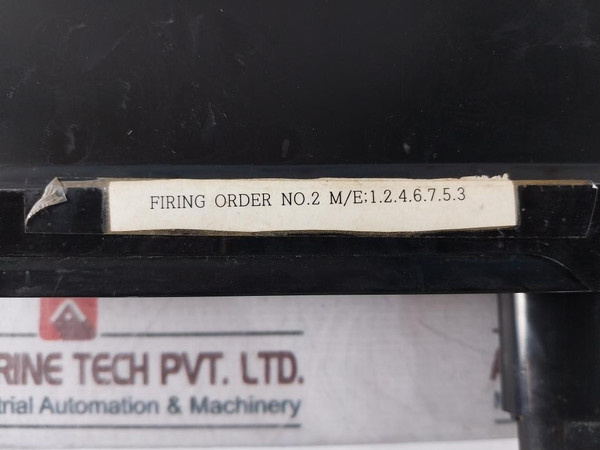 FIRING ORDER NO.2 M/E;1.2.4.6.7.5.3
RINE TECH PVT. LTD.
trial Automation & Machinery